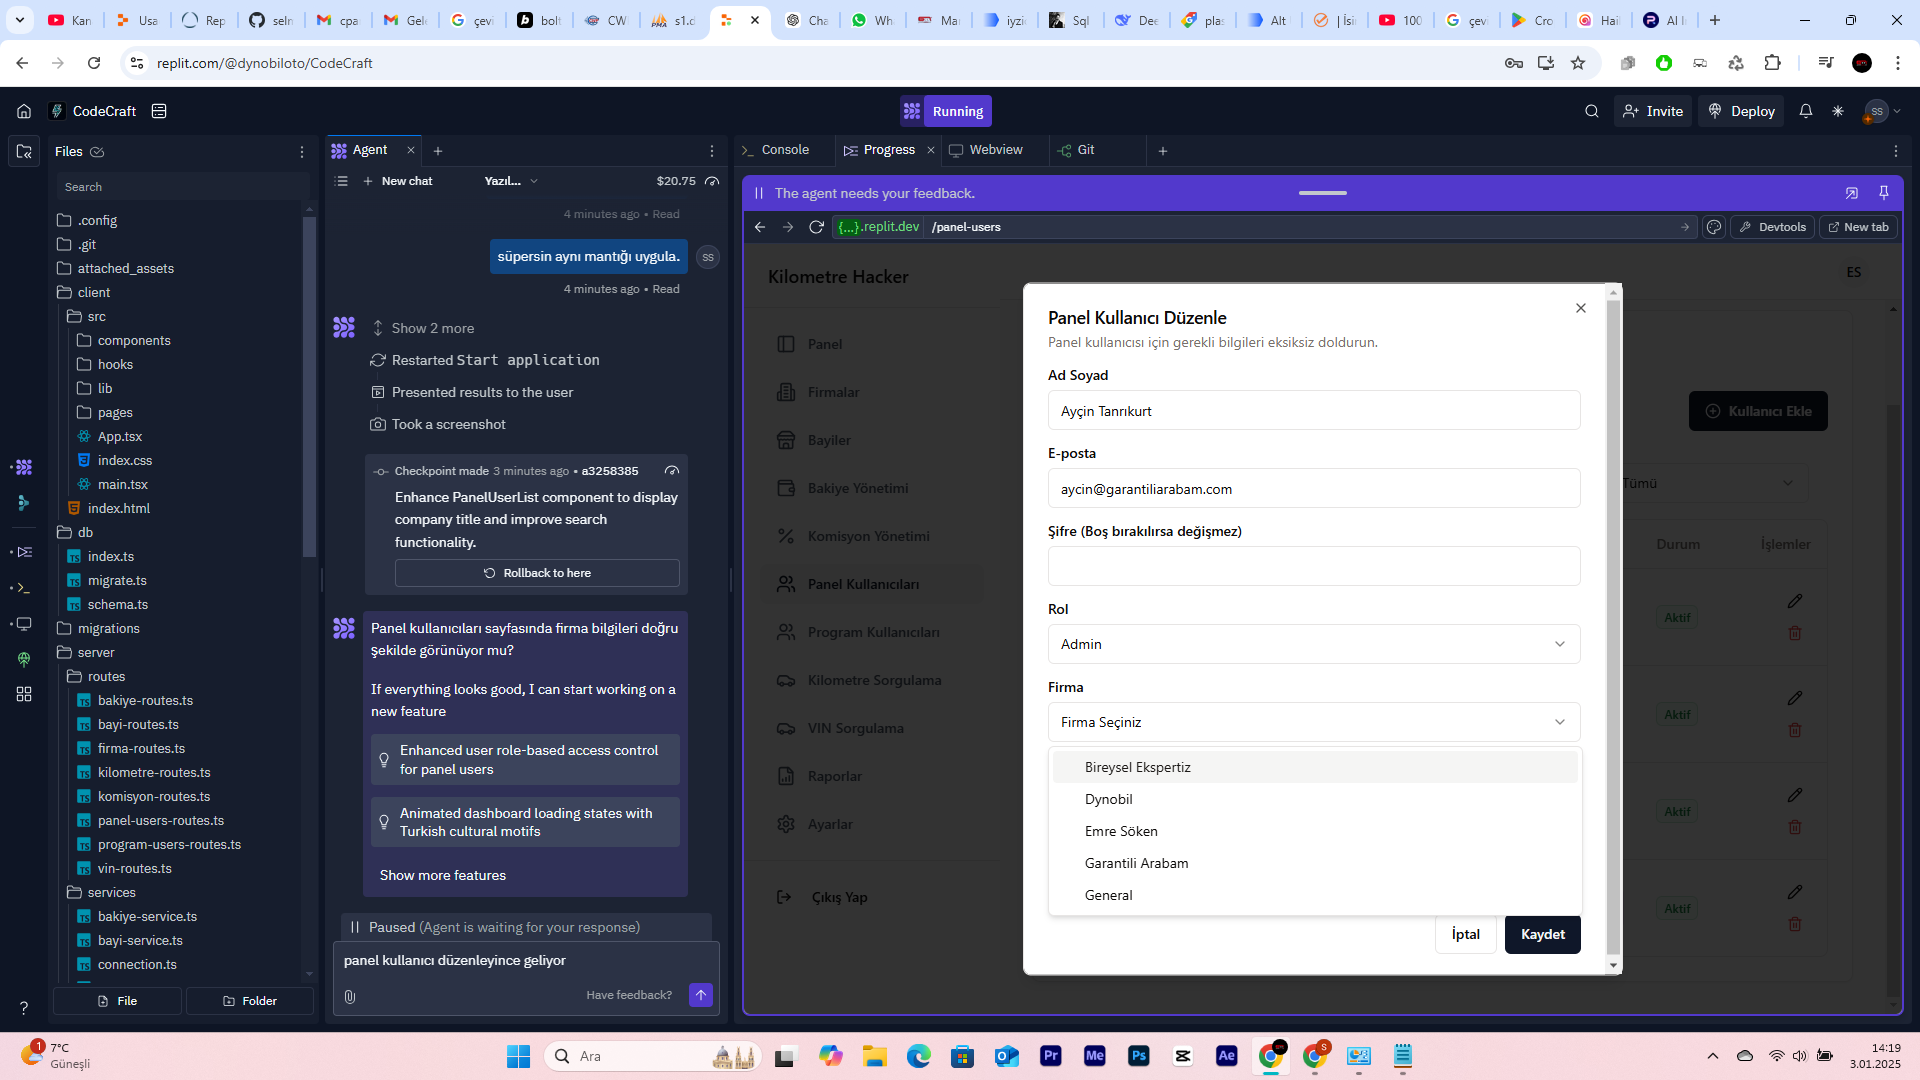 Kan
Usa
Rep
seln
cpa
Gele
çevi
bolt
CW
s1.d
Cha
Wh
Mar
iyzi
Sql
Dee
plas
Alt
| İsi
100
çevi
Cro
Hail
AI I
replit.com/@dynobiloto/CodeCraft
CodeCraft
Running
Invite
Deploy
SS
Files
Agent
Console
Progress
Webview
Git
Search
New chat
Yazıl...
$20.75
The agent needs your feedback.
{...}.replit.dev
/panel-users
Devtools
New tab
.config
.git
attached_assets
client
src
components
hooks
lib
pages
App.tsx
index.css
main.tsx
index.html
db
index.ts
migrate.ts
schema.ts
migrations
server
routes
bakiye-routes.ts
bayi-routes.ts
firma-routes.ts
kilometre-routes.ts
komisyon-routes.ts
panel-users-routes.ts
program-users-routes.ts
vin-routes.ts
services
bakiye-service.ts
bayi-service.ts
connection.ts
File
Folder
4 minutes ago • Read
süpersin aynı mantığı uygula.
SS
4 minutes ago • Read
Show 2 more
Restarted Start application
Presented results to the user
Took a screenshot
Checkpoint made 3 minutes ago • a3258385
Enhance PanelUserList component to display
company title and improve search
functionality.
Rollback to here
Panel kullanıcıları sayfasında firma bilgileri doğru
şekilde görünüyor mu?
If everything looks good, I can start working on a
new feature
Enhanced user role-based access control
for panel users
Animated dashboard loading states with
Turkish cultural motifs
Show more features
Paused (Agent is waiting for your response)
panel kullanıcı düzenleyince geliyor
Have feedback?
Kilometre Hacker
ES
Panel
Firmalar
Bayiler
Bakiye Yönetimi
Komisyon Yönetimi
Panel Kullanıcıları
Program Kullanıcıları
Kilometre Sorgulama
VIN Sorgulama
Raporlar
Ayarlar
Çıkış Yap
Panel Kullanıcı Düzenle
Panel kullanıcısı için gerekli bilgileri eksiksiz doldurun.
Ad Soyad
Ayçin Tanrıkurt
E-posta
aycin@garantiliarabam.com
Şifre (Boş bırakılırsa değişmez)
Rol
Admin
Firma
Firma Seçiniz
Bireysel Ekspertiz
Dynobil
Emre Söken
Garantili Arabam
General
İptal
Kaydet
Kullanıcı Ekle
Tümü
Durum
İşlemler
Aktif
Aktif
Aktif
Aktif
?
1
7°C
Güneşli
Ara
Pr
Me
Ps
Ae
S
14:19
3.01.2025